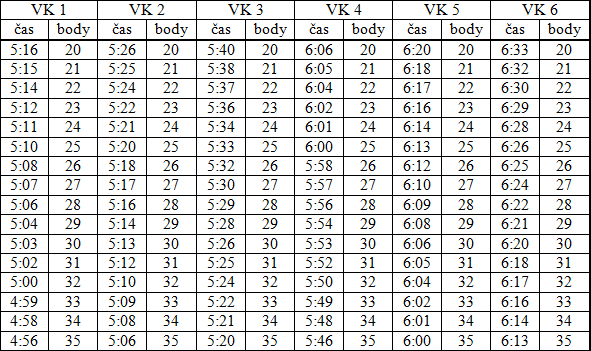 VK 1 VK 2 VK 3 VK 4 VK 5 VK 6
čas body čas body čas body čas body čas body čas body
5:16 20 5:26 20 5:40 20 6:06 20 6:20 20 6:33 20
5:15 21 5:25 21 5:38 21 6:05 21 6:18 21 6:32 21
5:14 22 5:24 22 5:37 22 6:04 22 6:17 22 6:30 22
5:12 23 5:22 23 5:36 23 6:02 23 6:16 23 6:29 23
5:11 24 5:21 24 5:34 24 6:01 24 6:14 24 6:28 24
5:10 25 5:20 25 5:33 25 6:00 25 6:13 25 6:26 25
5:08 26 5:18 26 5:32 26 5:58 26 6:12 26 6:25 26
5:07 27 5:17 27 5:30 27 5:57 27 6:10 27 6:24 27
5:06 28 5:16 28 5:29 28 5:56 28 6:09 28 6:22 28
5:04 29 5:14 29 5:28 29 5:54 29 6:08 29 6:21 29
5:03 30 5:13 30 5:26 30 5:53 30 6:06 30 6:20 30
5:02 31 5:12 31 5:25 31 5:52 31 6:05 31 6:18 31
5:00 32 5:10 32 5:24 32 5:50 32 6:04 32 6:17 32
4:59 33 5:09 33 5:22 33 5:49 33 6:02 33 6:16 33
4:58 34 5:08 34 5:21 34 5:48 34 6:01 34 6:14 34
4:56 35 5:06 35 5:20 35 5:46 35 6:00 35 6:13 35